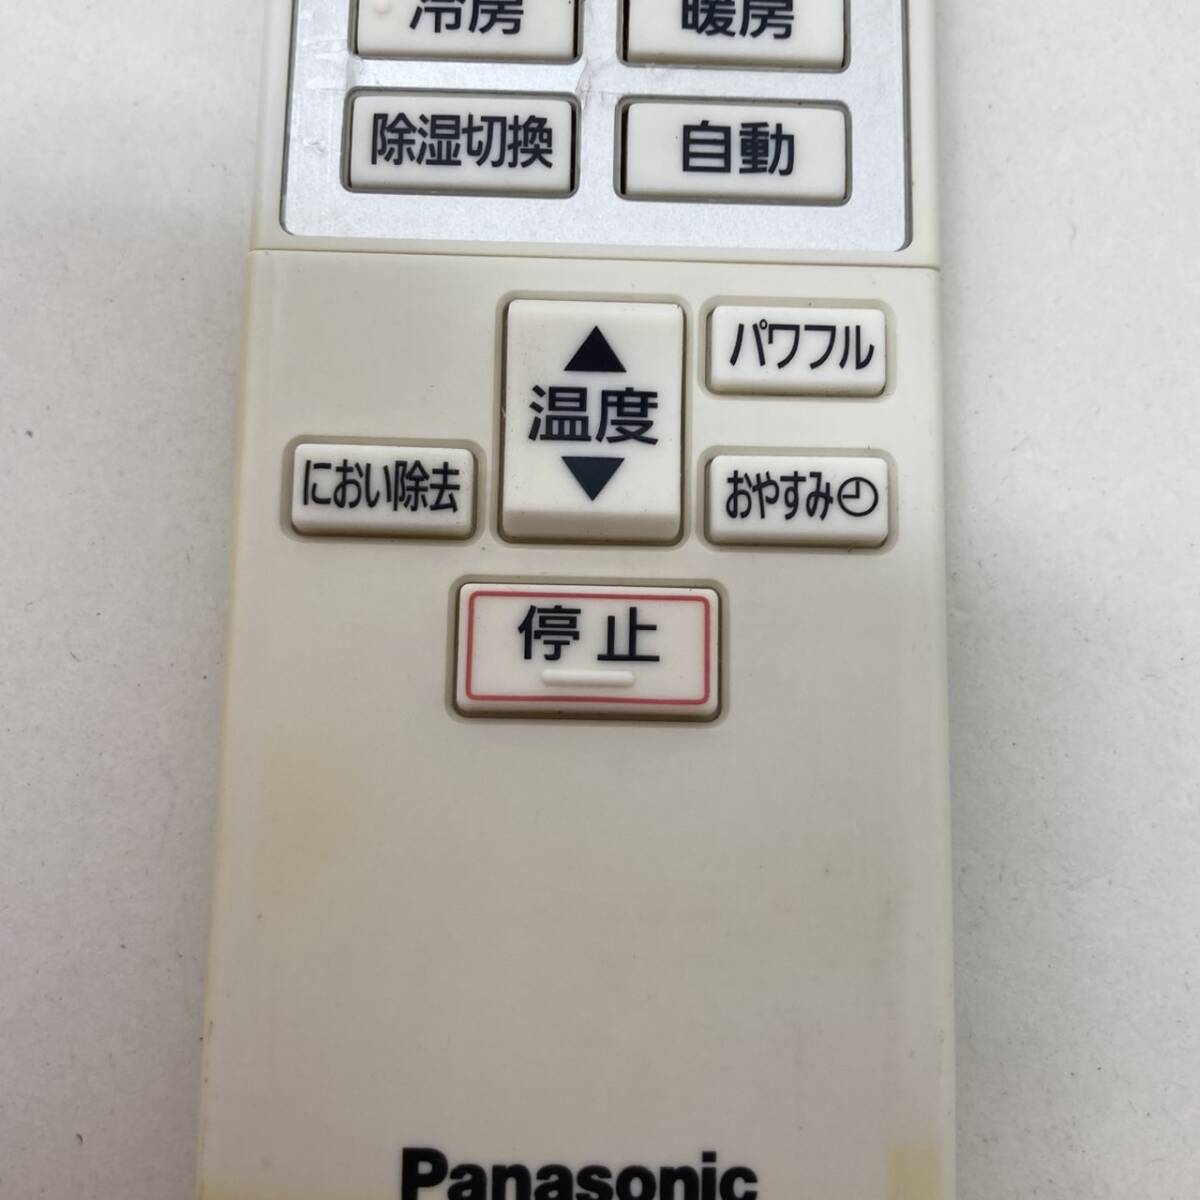 冷房
暖房
除湿切換
自動
パワフル
▲
温度
▼
におい除去
おやすみ
停止
Panasonic